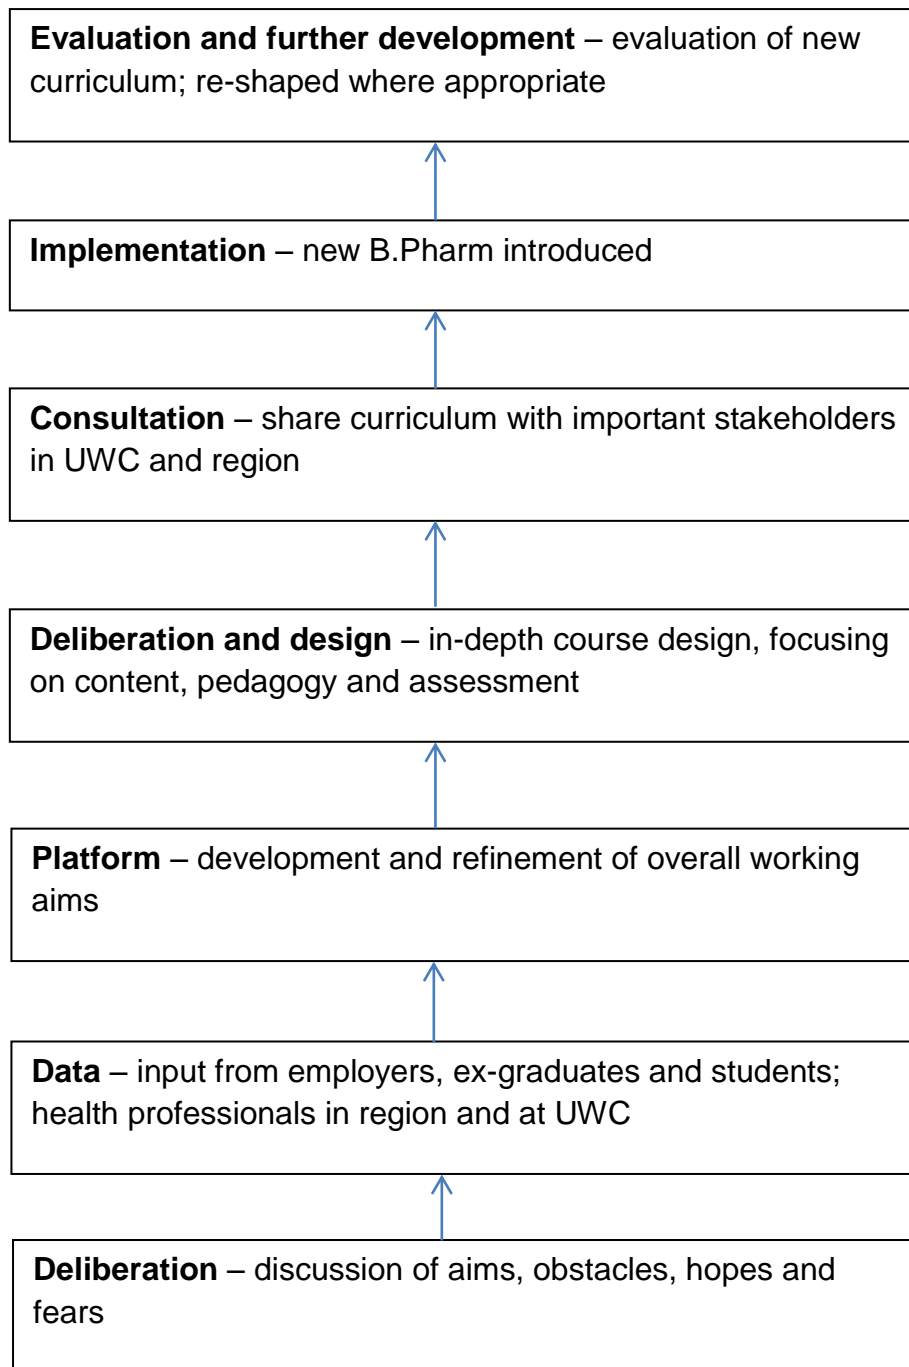 Evaluation and further development – evaluation of new
curriculum; re-shaped where appropriate
Implementation – new B.Pharm introduced
Consultation – share curriculum with important stakeholders
in UWC and region
Deliberation and design – in-depth course design, focusing
on content, pedagogy and assessment
Platform – development and refinement of overall working
aims
Data – input from employers, ex-graduates and students;
health professionals in region and at UWC
Deliberation – discussion of aims, obstacles, hopes and
fears